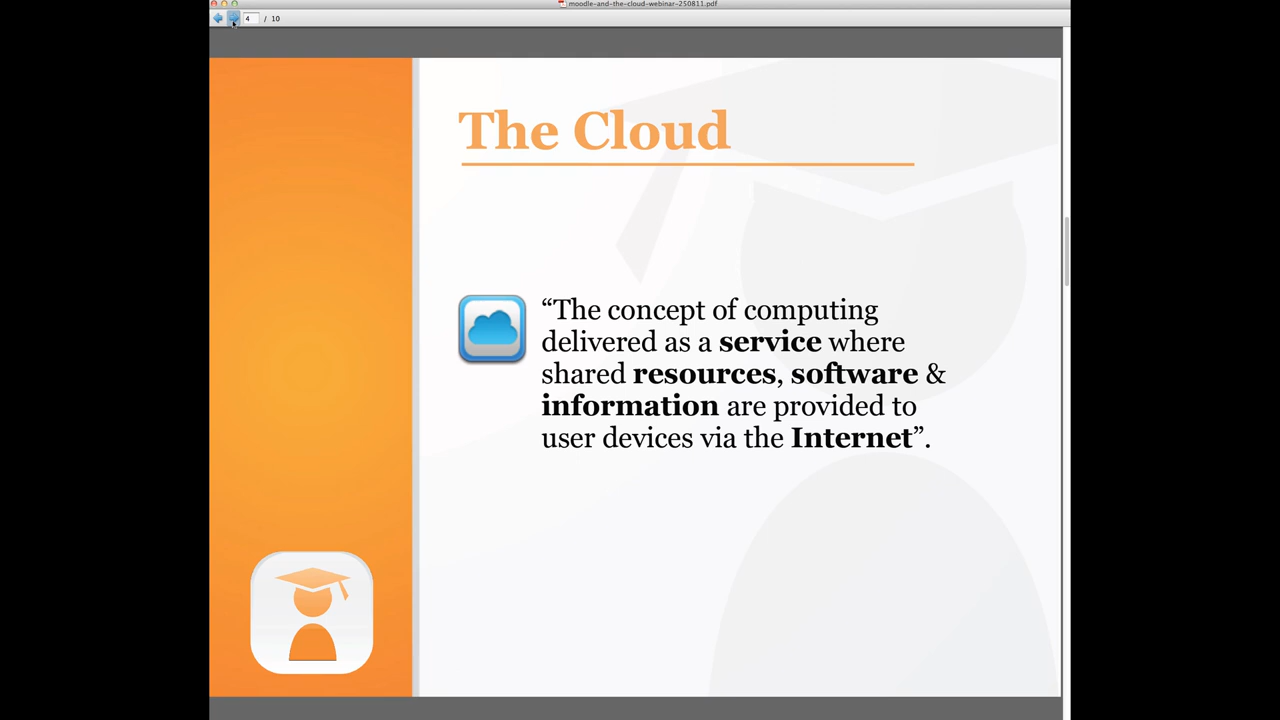 moodle-and-the-cloud-webinar-250811.pdf
4 / 10
The Cloud
“The concept of computing
delivered as a service where
shared resources, software &
information are provided to
user devices via the Internet”.